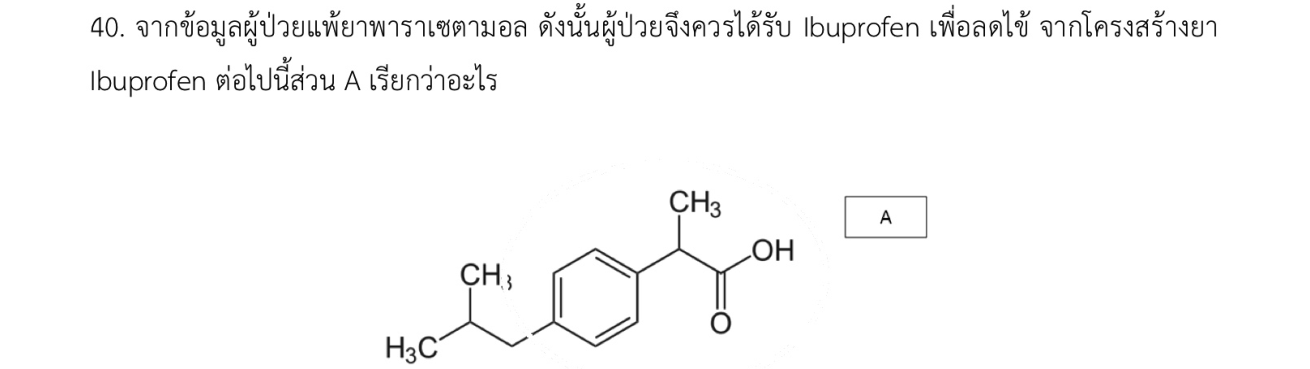 40. จากข้อมูลผู้ป่วยแพ้ยาพาราเซตามอล ดังนั้นผู้ป่วยจึงควรได้รับ Ibuprofen เพื่อลดไข้ จากโครงสร้างยา
Ibuprofen ต่อไปนี้ส่วน A เรียกว่าอะไร
CH3
A
OH
CH3
O
H3C